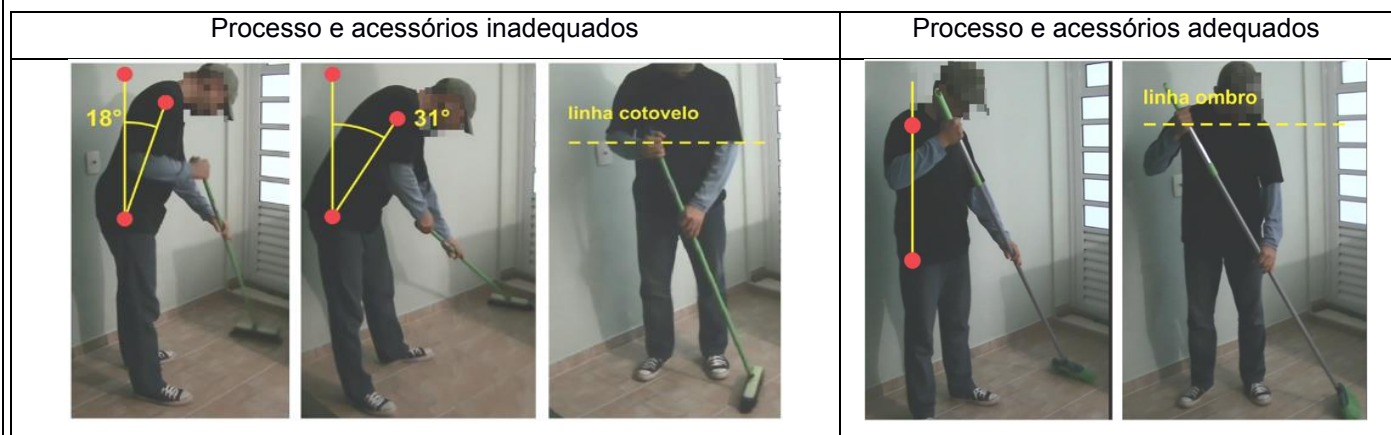 Processo e acessórios inadequados
Processo e acessórios adequados
18°
31°
linha cotovelo
linha ombro